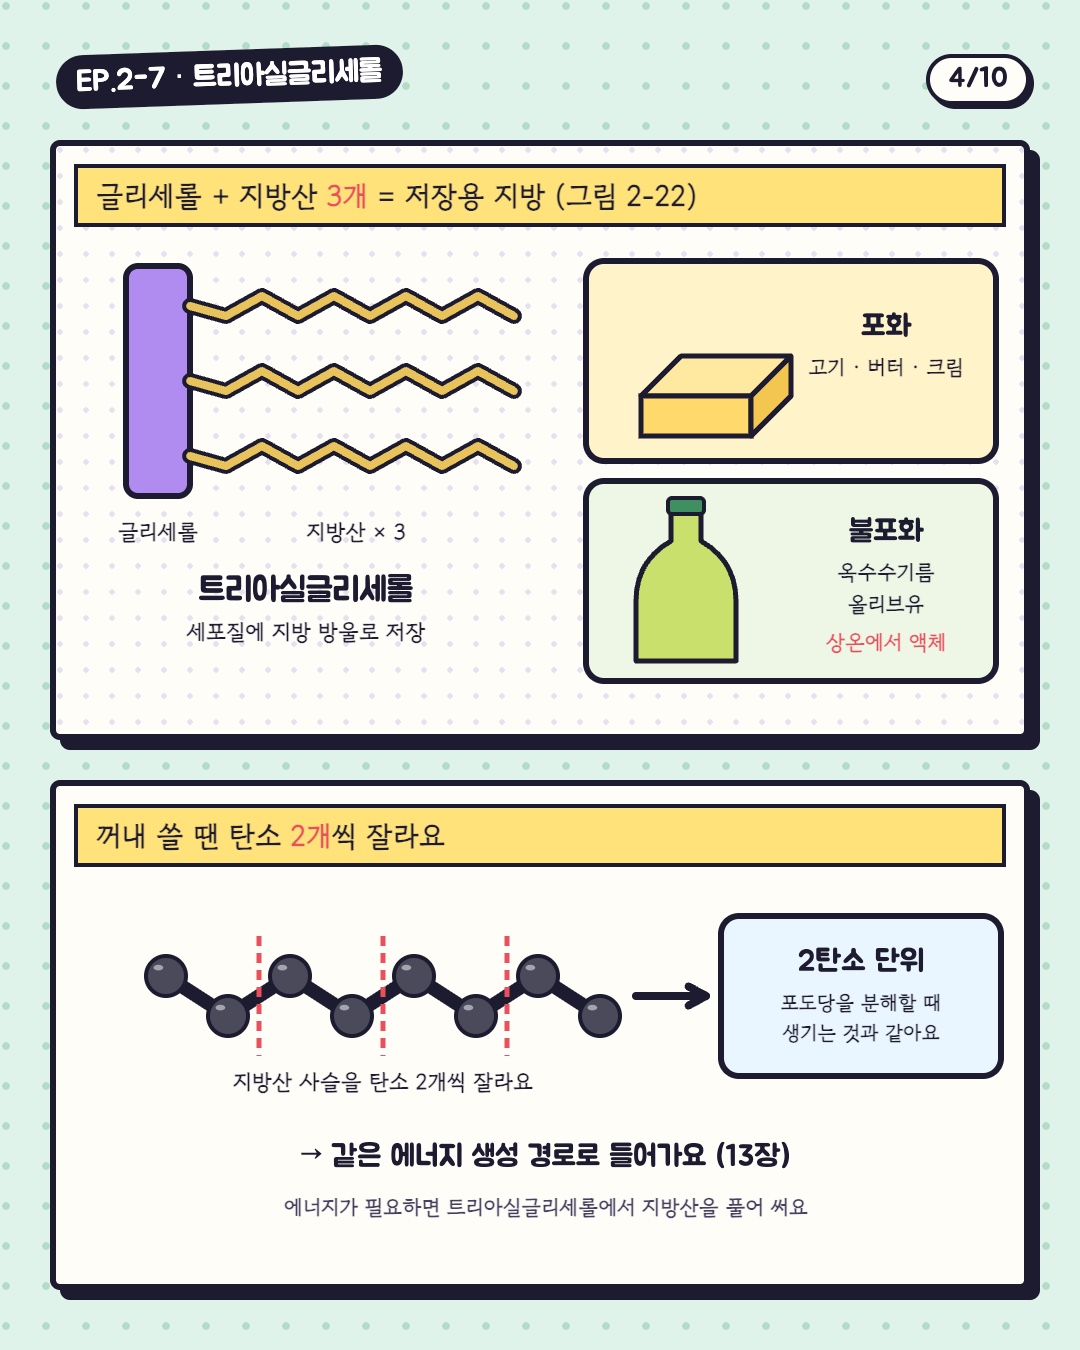 EP.2-7 · 트리아실글리세롤
4/10
글리세롤 + 지방산 3개 = 저장용 지방 (그림 2-22)
글리세롤
지방산 × 3
트리아실글리세롤
세포질에 지방 방울로 저장
포화
고기 · 버터 · 크림
불포화
옥수수기름
올리브유
상온에서 액체
꺼내 쓸 땐 탄소 2개씩 잘라요
지방산 사슬을 탄소 2개씩 잘라요
2탄소 단위
포도당을 분해할 때
생기는 것과 같아요
→ 같은 에너지 생성 경로로 들어가요 (13장)
에너지가 필요하면 트리아실글리세롤에서 지방산을 풀어 써요